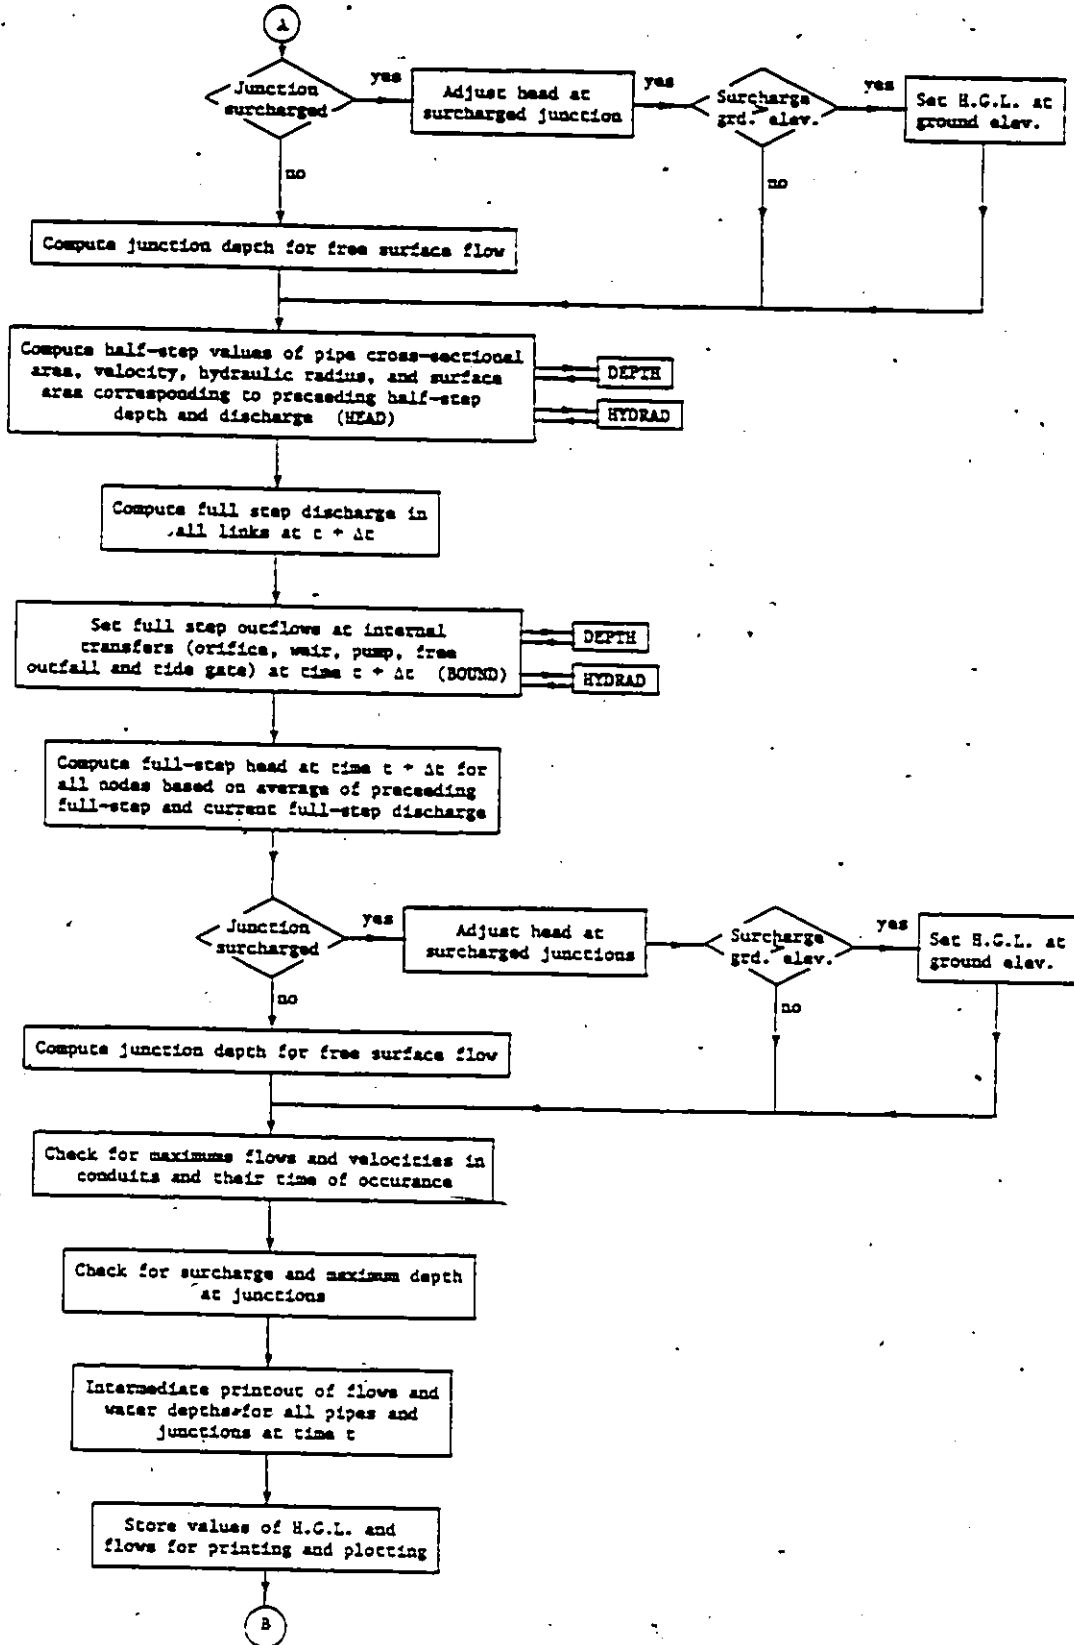 A
Junction
surcharged
yes
Adjust head at
surcharged junction
yes
Surcharge
>
grd. elev.
yes
Set H.G.L. at
ground elev.
no
no
Compute junction depth for free surface flow
Compute half-step values of pipe cross-sectional
area, velocity, hydraulic radius, and surface
area corresponding to preceeding half-step
depth and discharge (HEAD)
DEPTH
HYDRAD
Compute full step discharge in
all links at t + Δt
Set full step outflows at internal
transfers (orifice, weir, pump, free
outfall and tide gate) at time t + Δt (BOUND)
DEPTH
HYDRAD
Compute full-step head at time t + Δt for
all nodes based on average of preceeding
full-step and current full-step discharge
Junction
surcharged
yes
Adjust head at
surcharged junctions
Surcharge
>
grd. elev.
yes
Set H.G.L. at
ground elev.
no
no
Compute junction depth for free surface flow
Check for maximums flows and velocities in
conduits and their time of occurance
Check for surcharge and maximum depth
at junctions
Intermediate printout of flows and
water depths for all pipes and
junctions at time t
Store values of H.G.L. and
flows for printing and plotting
B